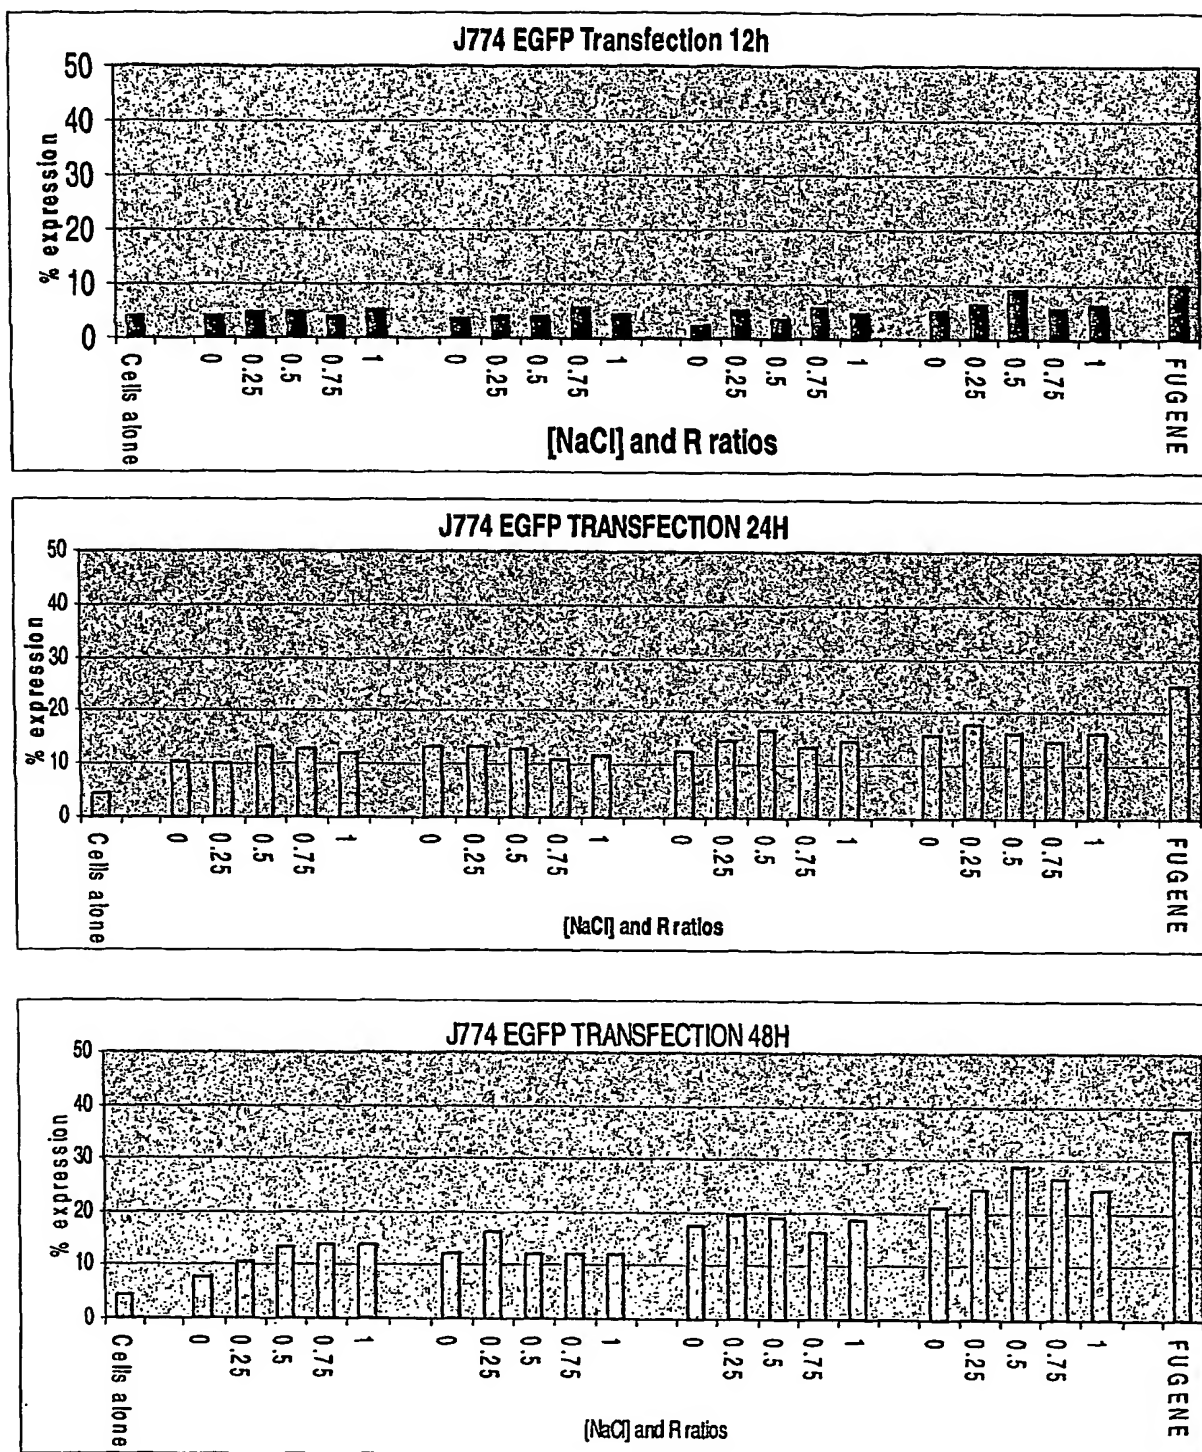 J774 EGFP Transfection 12h
% expression
50
40
30
20
10
0
Cells alone 0 0.25 0.5 0.75 1 0 0.25 0.5 0.75 1 0 0.25 0.5 0.75 1 0 0.25 0.5 0.75 1 FUGENE
[NaCl] and R ratios
J774 EGFP TRANSFECTION 24H
% expression
50
40
30
20
10
0
Cells alone 0 0.25 0.5 0.75 1 0 0.25 0.5 0.75 1 0 0.25 0.5 0.75 1 0 0.25 0.5 0.75 1 FUGENE
[NaCl] and R ratios
J774 EGFP TRANSFECTION 48H
% expression
50
40
30
20
10
0
Cells alone 0 0.25 0.5 0.75 1 0 0.25 0.5 0.75 1 0 0.25 0.5 0.75 1 0 0.25 0.5 0.75 1 FUGENE
[NaCl] and R ratios